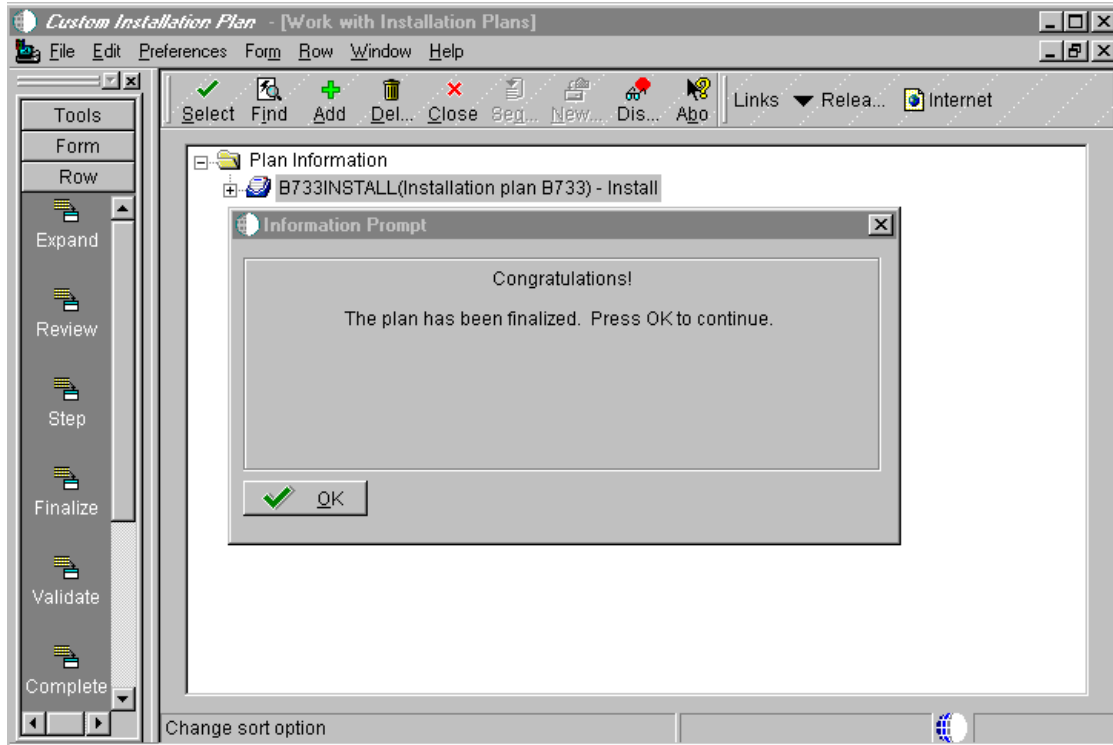 Custom Installation Plan - [Work with Installation Plans]
File Edit Preferences Form Row Window Help
Tools
Form
Row
Expand
Review
Step
Finalize
Validate
Complete
Select Find Add Del... Close Seq... New... Dis... Abo Links Relea... Internet
Plan Information
B733INSTALL(Installation plan B733) - Install
Information Prompt
Congratulations!
The plan has been finalized. Press OK to continue.
OK
Change sort option